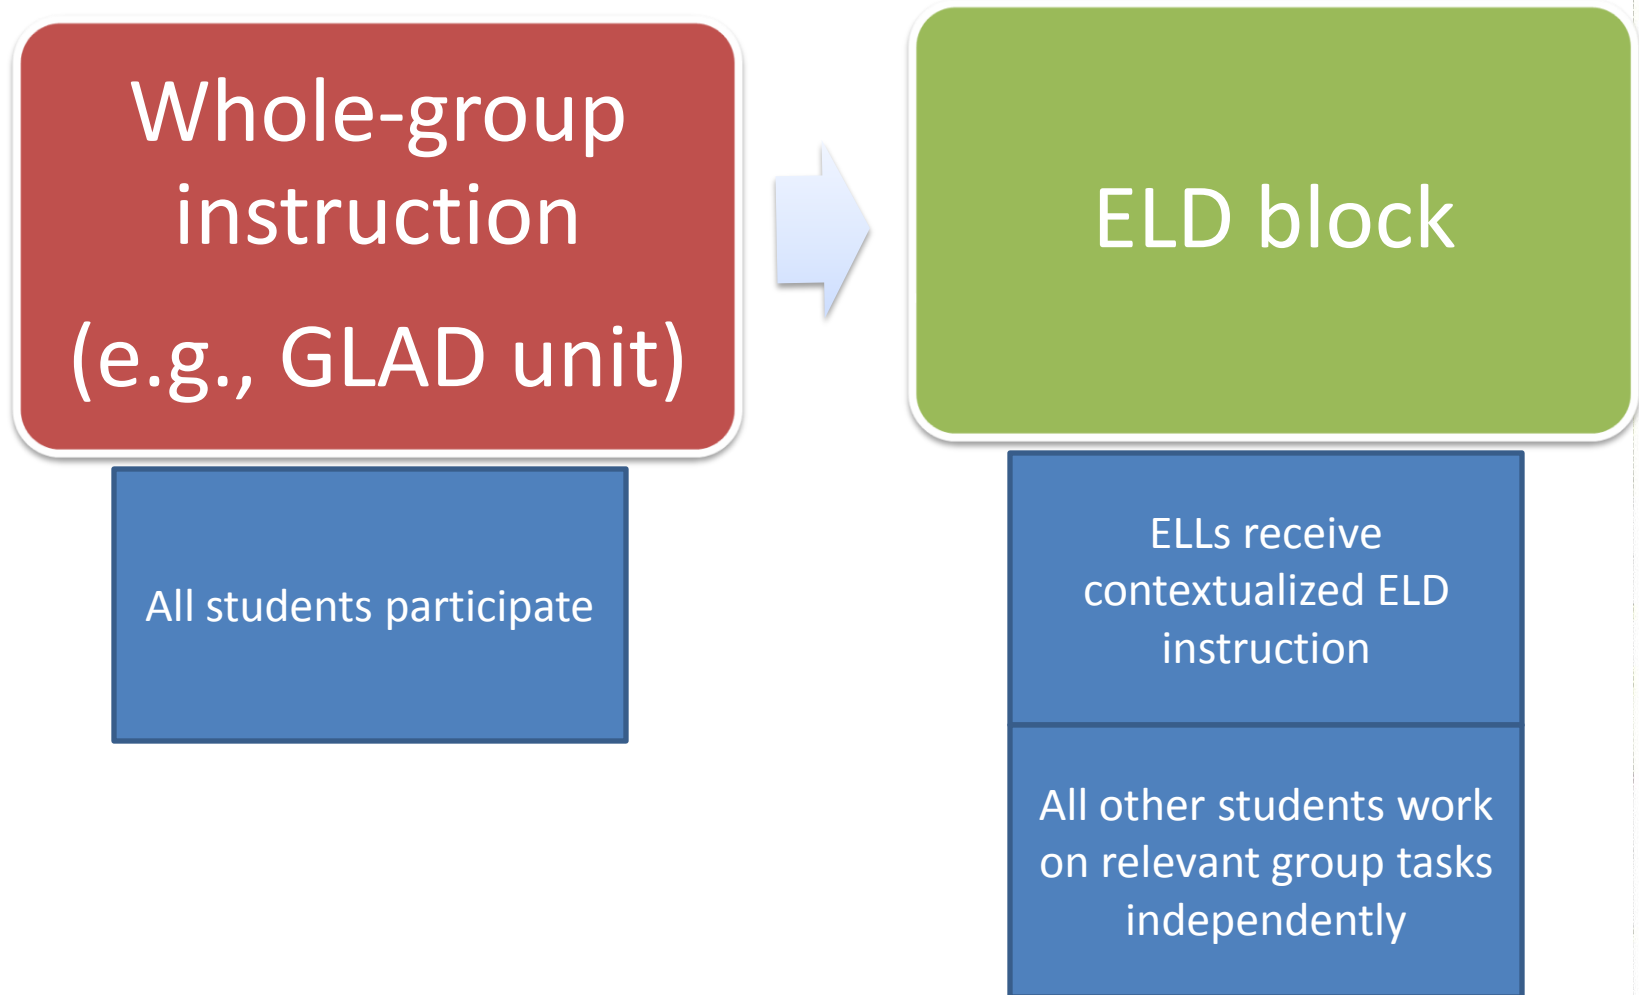 Whole-group
instruction
(e.g., GLAD unit)
All students participate
ELD block
ELLs receive
contextualized ELD
instruction
All other students work
on relevant group tasks
independently